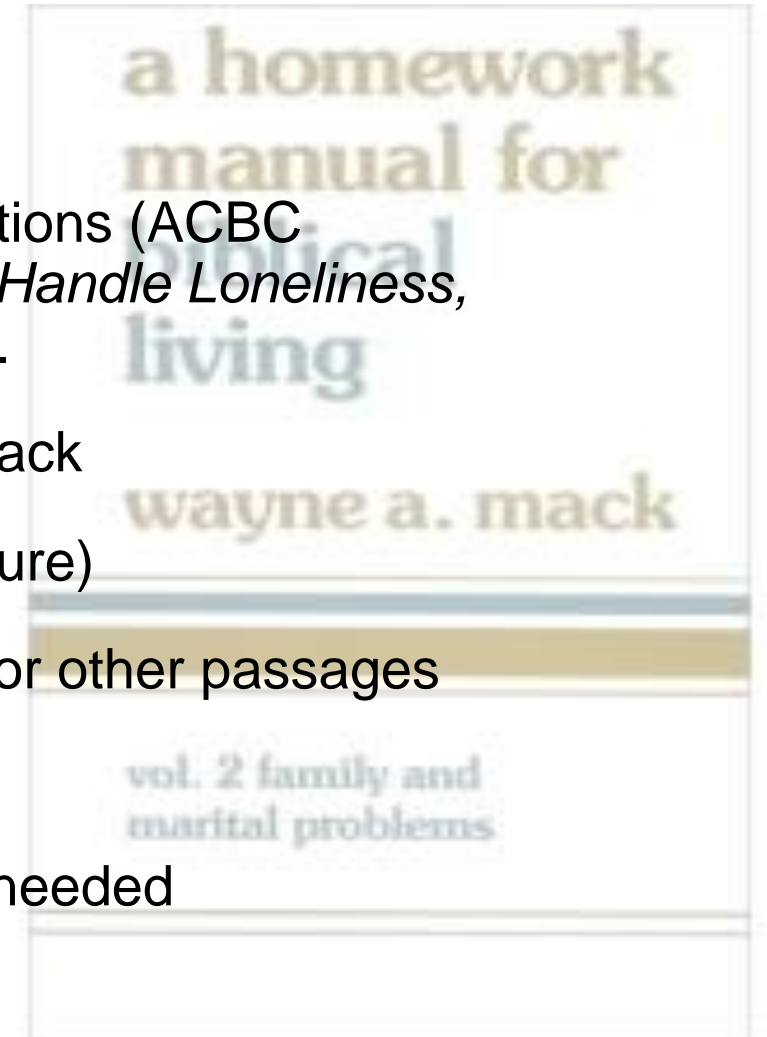 a homework
manual for
biblical
living
wayne a. mack
vol. 2 family and
marital problems
tions (ACBC
Handle Loneliness,
.
ack
ure)
or other passages
needed